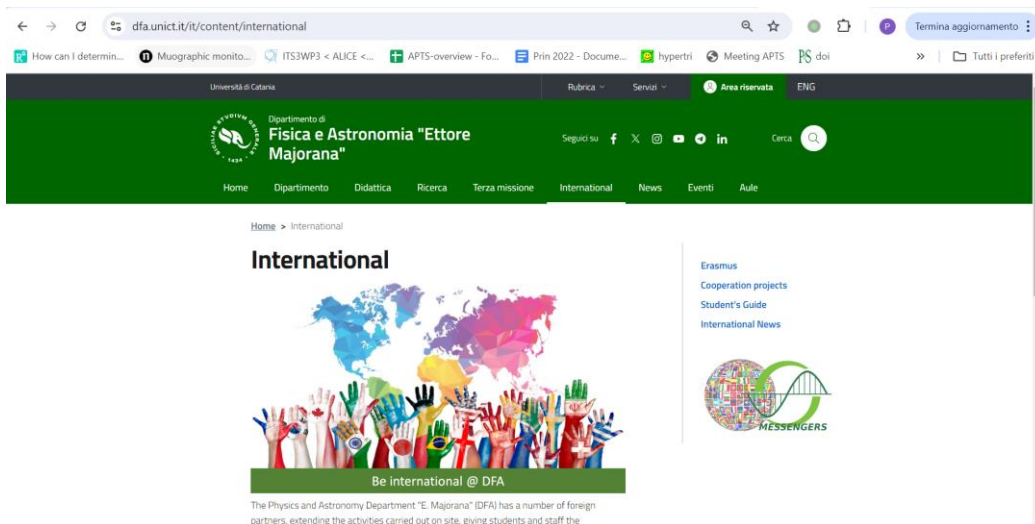 dfa.unict.it/it/content/international
P
Termina aggiornamento
How can I determin...
Muographic monito...
ITS3WP3 < ALICE <...
APTS-overview - Fo...
Prin 2022 - Docume...
hypertri
Meeting APTS
doi
»
Tutti i preferiti
Università di Catania
Rubrica
Servizi
Area riservata
ENG
Dipartimento di
Fisica e Astronomia "Ettore
Majorana"
Seguici su
Cerca
Home
Dipartimento
Didattica
Ricerca
Terza missione
International
News
Eventi
Aule
Home > International
International
Erasmus
Cooperation projects
Student's Guide
International News
MESSENGERS
Be international @ DFA
The Physics and Astronomy Department "E. Majorana" (DFA) has a number of foreign
partners, extending the activities carried out on site, giving students and staff the